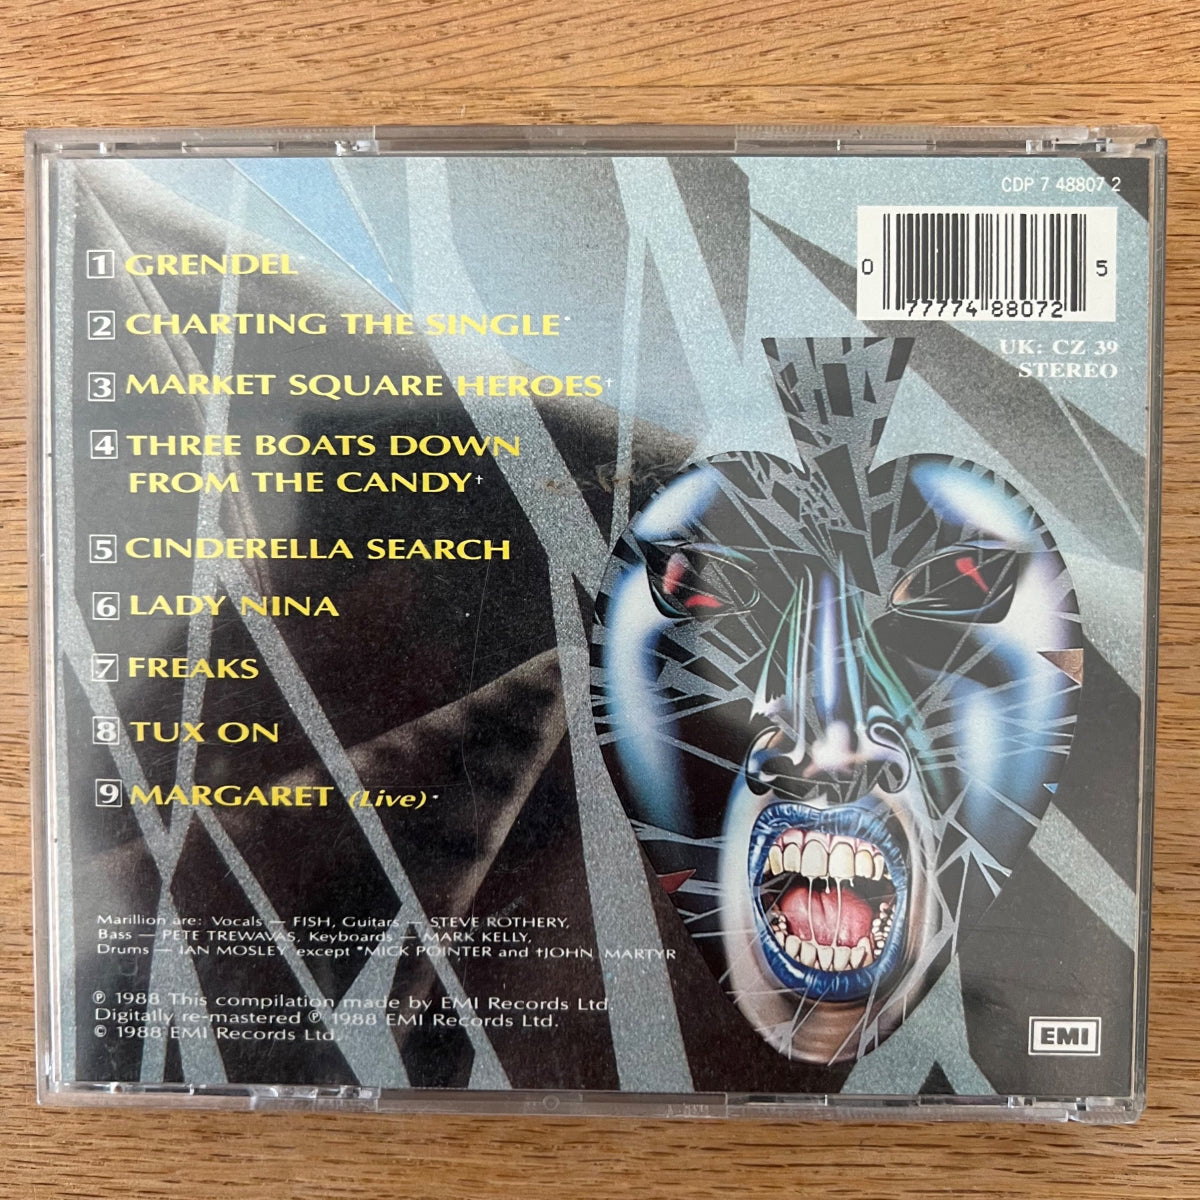 CDP 7 48807 2
0 77774 88072 5
UK: CZ 39
STEREO
1 GRENDEL*
2 CHARTING THE SINGLE*
3 MARKET SQUARE HEROES†
4 THREE BOATS DOWN
FROM THE CANDY†
5 CINDERELLA SEARCH
6 LADY NINA
7 FREAKS
8 TUX ON
9 MARGARET (Live)*
Marillion are: Vocals — FISH, Guitars — STEVE ROTHERY,
Bass — PETE TREWAVAS, Keyboards — MARK KELLY,
Drums — IAN MOSLEY except *MICK POINTER and †JOHN MARTYR
℗ 1988 This compilation made by EMI Records Ltd.
Digitally re-mastered ℗ 1988 EMI Records Ltd.
© 1988 EMI Records Ltd.
EMI